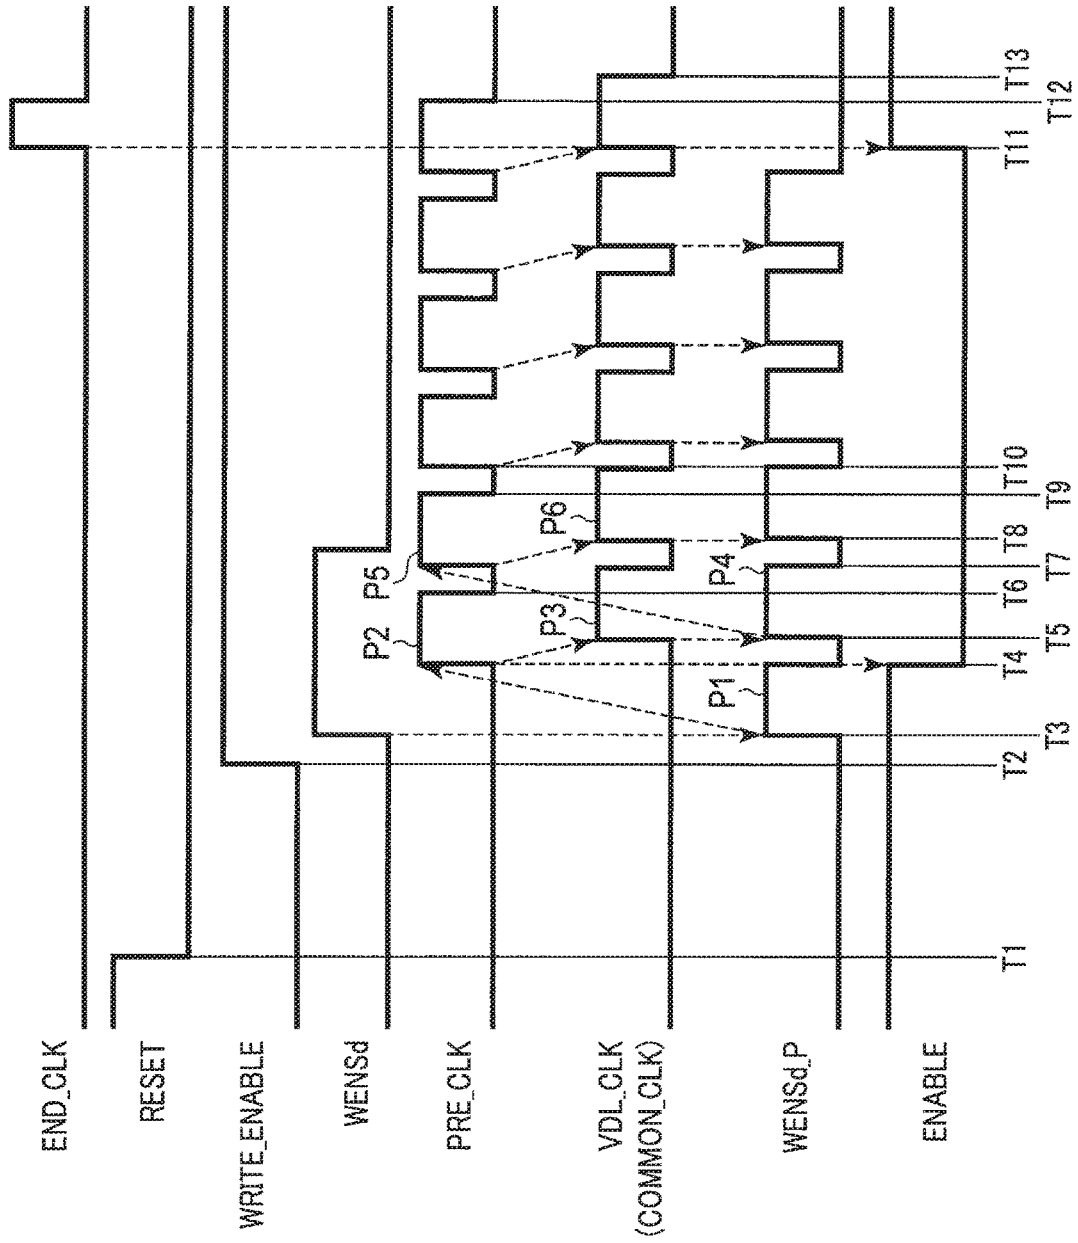 END_CLK
RESET
WRITE_ENABLE
WENSd
PRE_CLK
P2
P5
VDL_CLK
(COMMON_CLK)
P3
P6
WENSd_P
P1
P4
ENABLE
T1
T2
T3
T4
T5
T6
T7
T8
T9
T10
T11
T12
T13